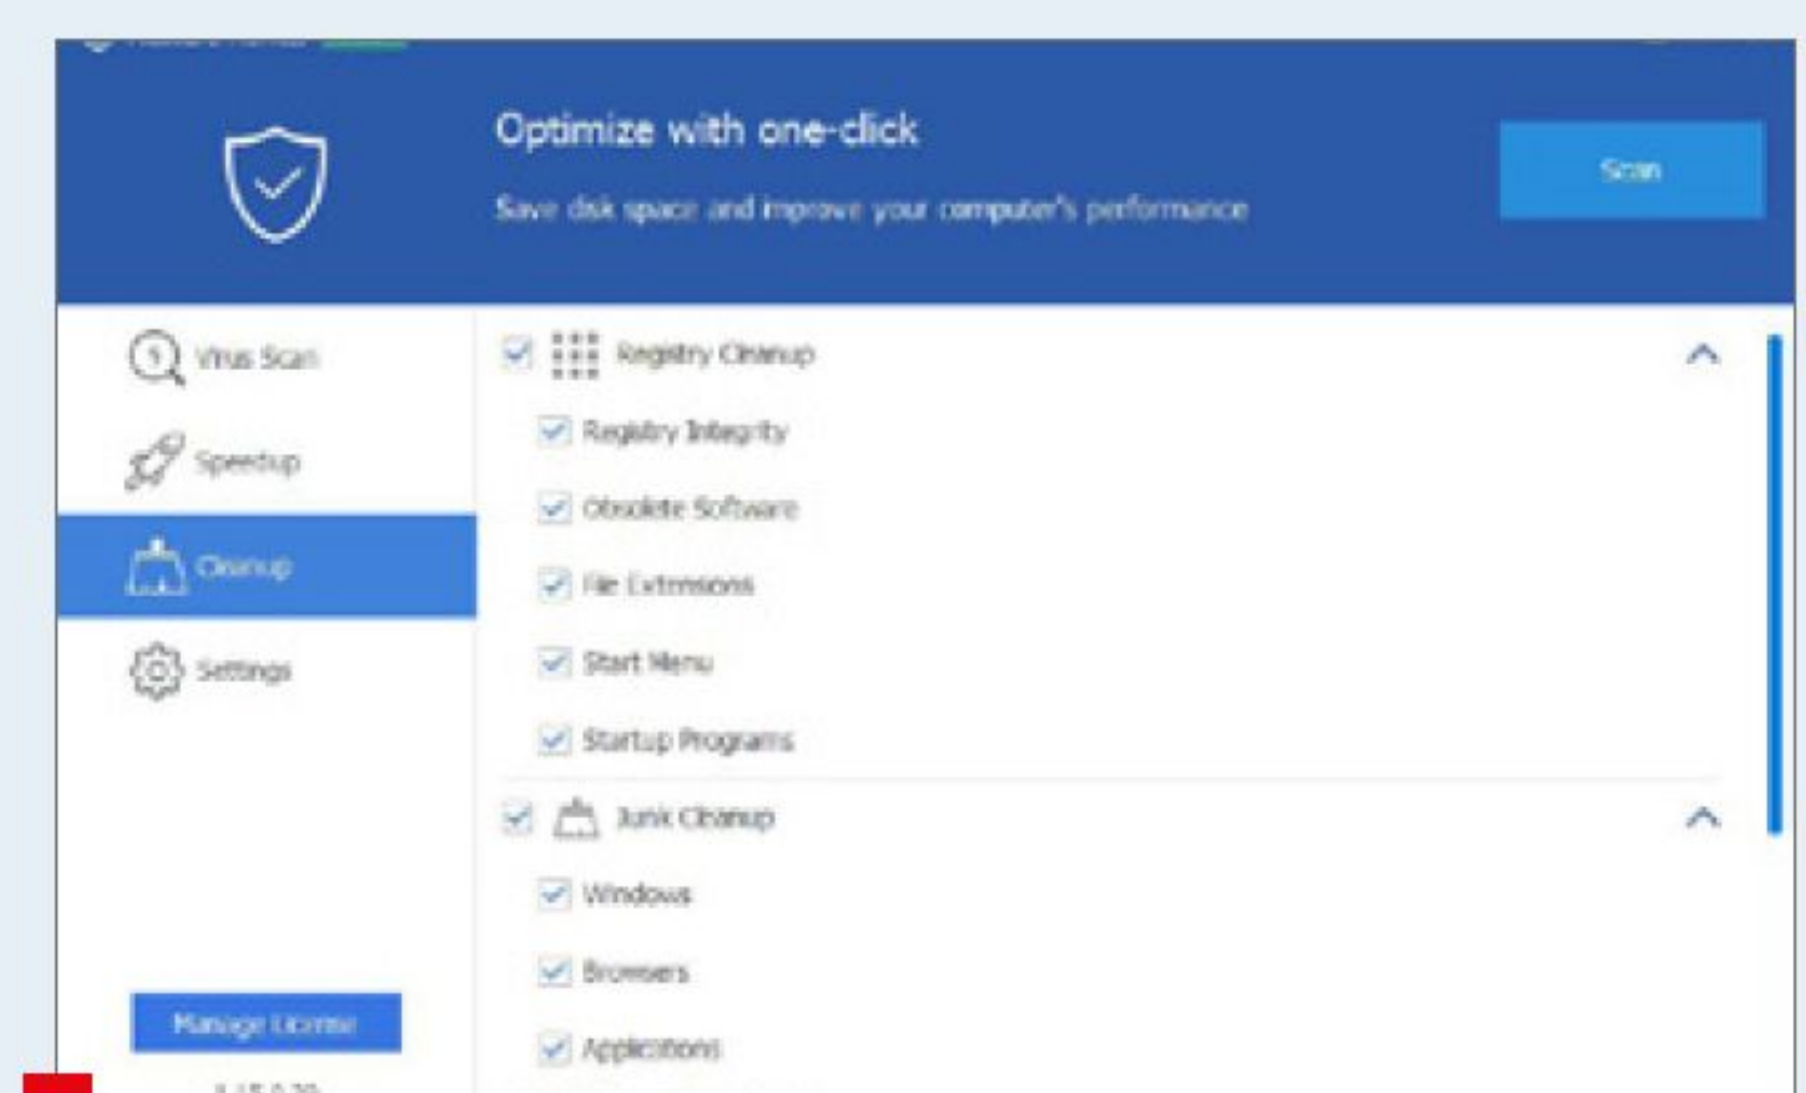 Optimize with one-click
Save disk space and improve your computer's performance
Scan
Virus Scan
Speedup
Cleanup
Settings
Manage License
Registry Cleanup
Registry Integrity
Obsolete Software
File Extensions
Start Menu
Startup Programs
Junk Cleanup
Windows
Browsers
Applications